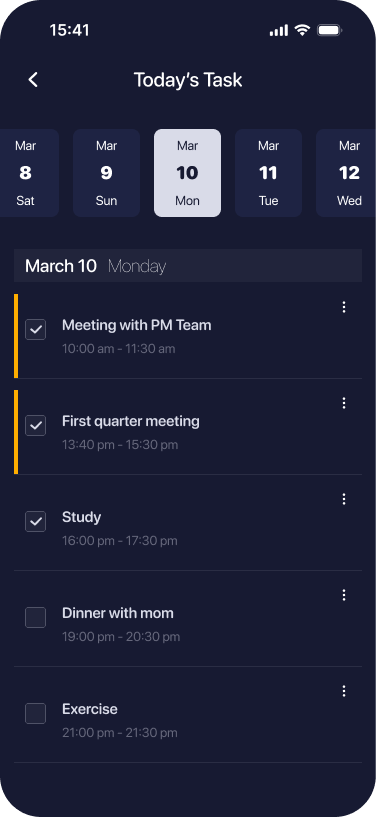 15:41
Today's Task
Mar Mar Mar Mar Mar
8 9 10 11 12
Sat Sun Mon Tue Wed
March 10 Monday
Meeting with PM Team
10:00 am - 11:30 am
First quarter meeting
13:40 pm - 15:30 pm
Study
16:00 pm - 17:30 pm
Dinner with mom
19:00 pm - 20:30 pm
Exercise
21:00 pm - 21:30 pm